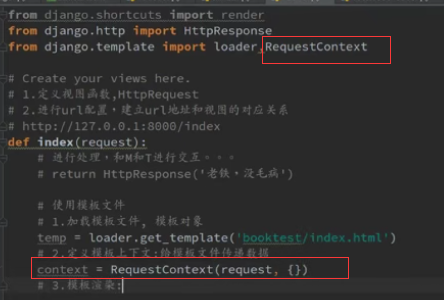 from django.shortcuts import render
from django.http import HttpResponse
from django.template import loader,RequestContext
# Create your views here.
# 1.定义视图函数,HttpRequest
# 2.进行url配置,建立url地址和视图的对应关系
# http://127.0.0.1:8000/index
def index(request):
# 进行处理,和M和T进行交互。。。
# return HttpResponse('老铁,没毛病')
# 使用模板文件
# 1.加载模板文件, 模板对象
temp = loader.get_template('booktest/index.html')
# 2.定义模板上下文:给模板文件传递数据
context = RequestContext(request, {})
# 3.模板渲染: